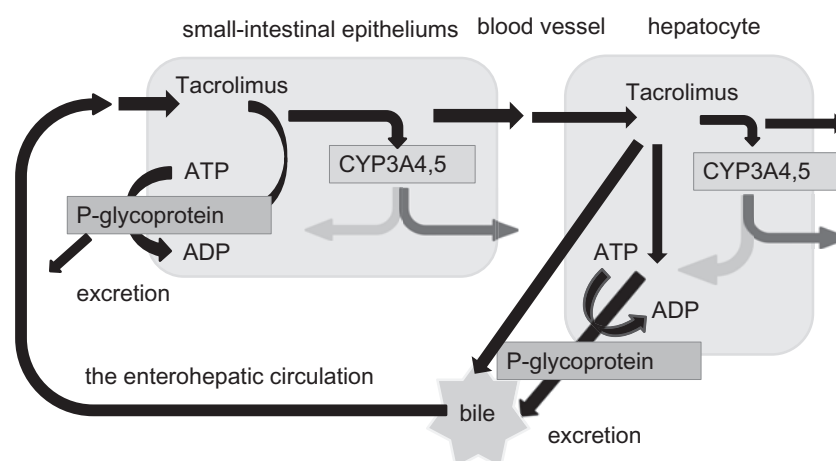 small-intestinal epitheliums
blood vessel
hepatocyte
Tacrolimus
ATP
CYP3A4,5
P-glycoprotein
ADP
excretion
Tacrolimus
CYP3A4,5
ATP
ADP
P-glycoprotein
the enterohepatic circulation
bile
excretion